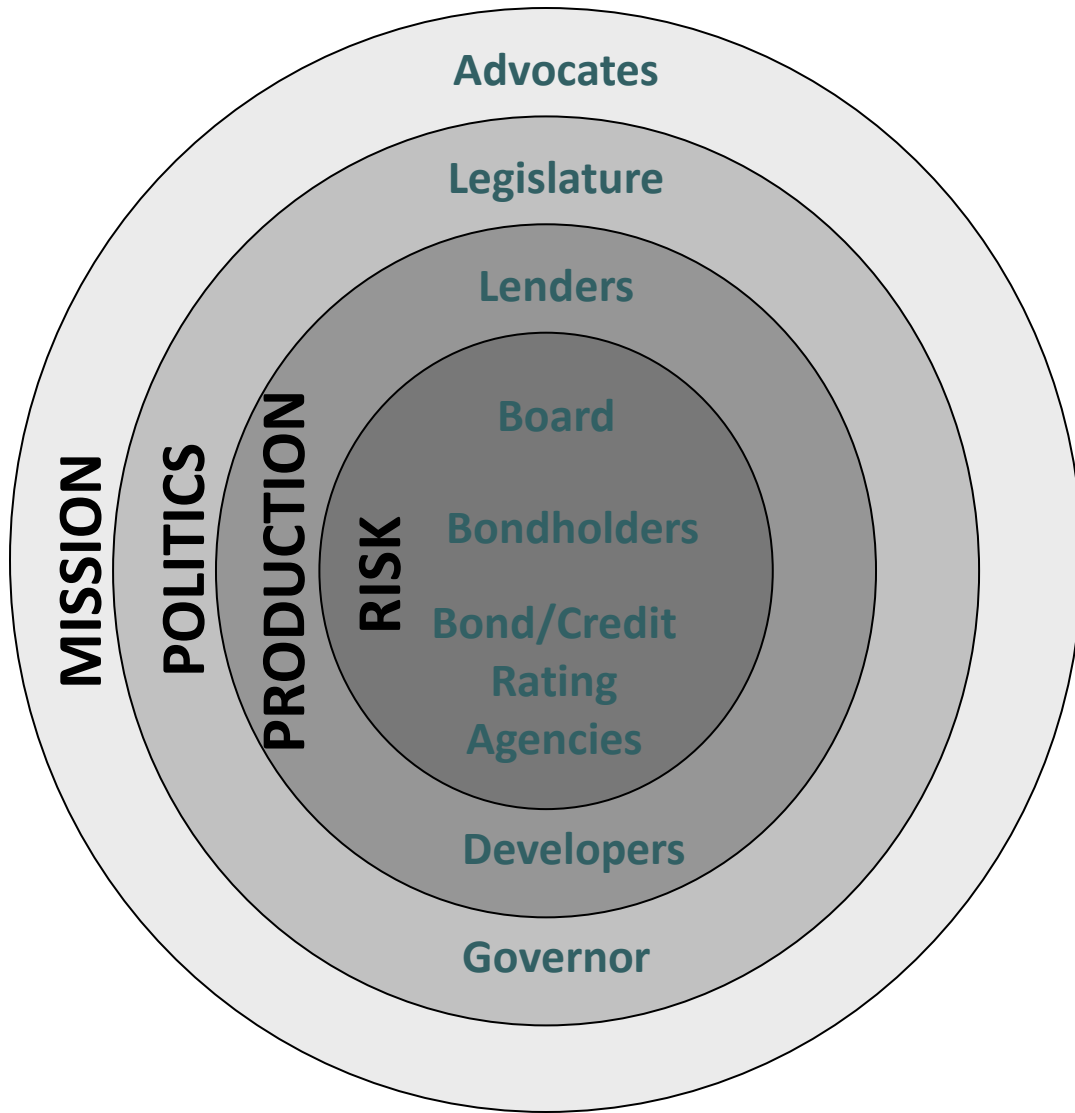 Advocates
Legislature
Lenders
Board
Bondholders
Bond/Credit
Rating
Agencies
Developers
Governor
MISSION
POLITICS
PRODUCTION
RISK